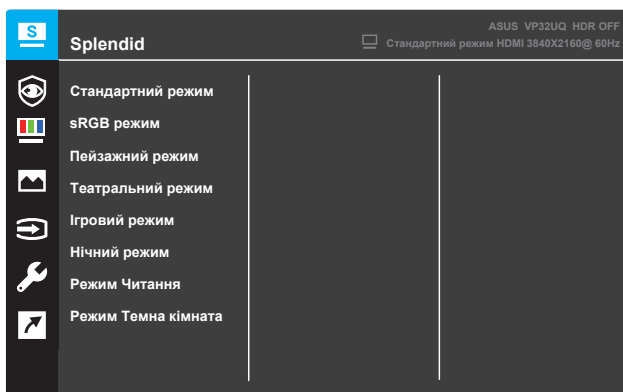 S
Splendid
ASUS VP32UQ HDR OFF
Стандартний режим HDMI 3840X2160@ 60Hz
Стандартний режим
sRGB режим
Пейзажний режим
Театральний режим
Ігровий режим
Нічний режим
Режим Читання
Режим Темна кімната